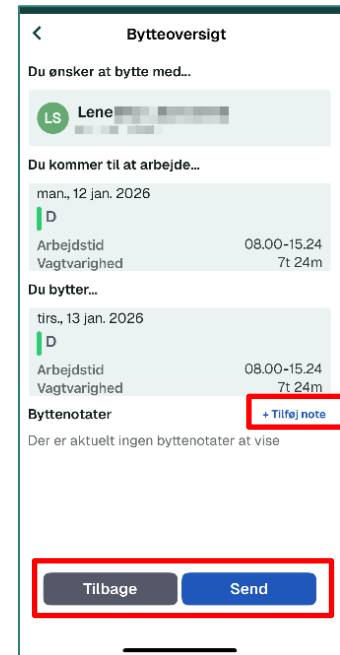 Bytteoversigt
Du ønsker at bytte med...
LS Lene
Du kommer til at arbejde...
man., 12 jan. 2026
D
Arbejdstid 08.00-15.24
Vagtvarighed 7t 24m
Du bytter...
tirs., 13 jan. 2026
D
Arbejdstid 08.00-15.24
Vagtvarighed 7t 24m
Byttenotater + Tilføj note
Der er aktuelt ingen byttenotater at vise
Tilbage Send